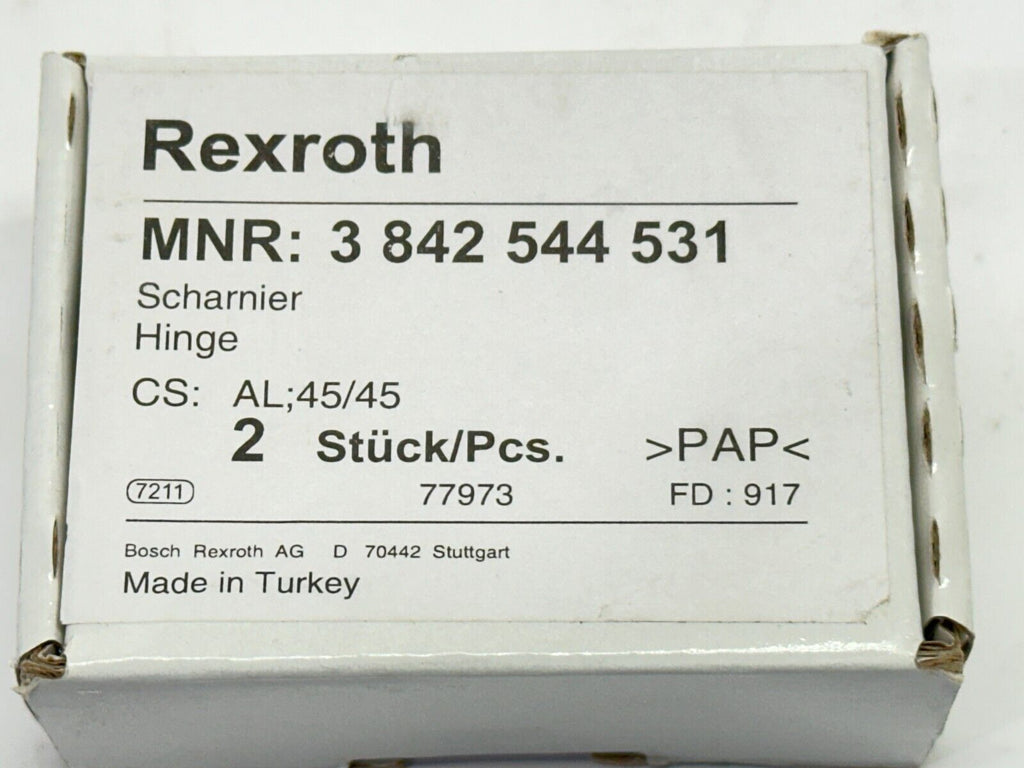 Rexroth
MNR: 3 842 544 531
Scharnier
Hinge
CS: AL;45/45
2 Stück/Pcs. >PAP<
7211 77973 FD : 917
Bosch Rexroth AG D 70442 Stuttgart
Made in Turkey